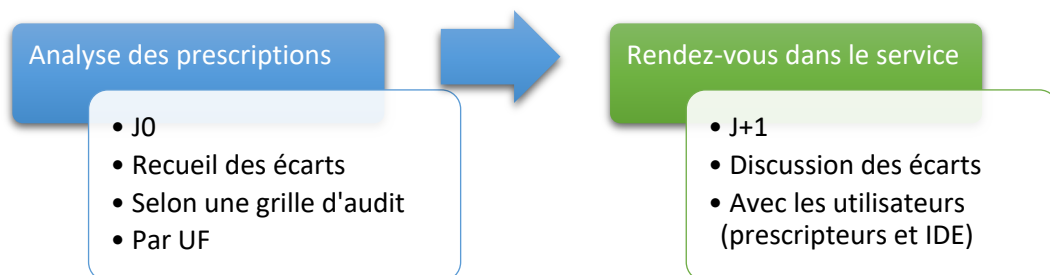 Analyse des prescriptions
• J0
• Recueil des écarts
• Selon une grille d'audit
• Par UF
Rendez-vous dans le service
• J+1
• Discussion des écarts
• Avec les utilisateurs
(prescripteurs et IDE)